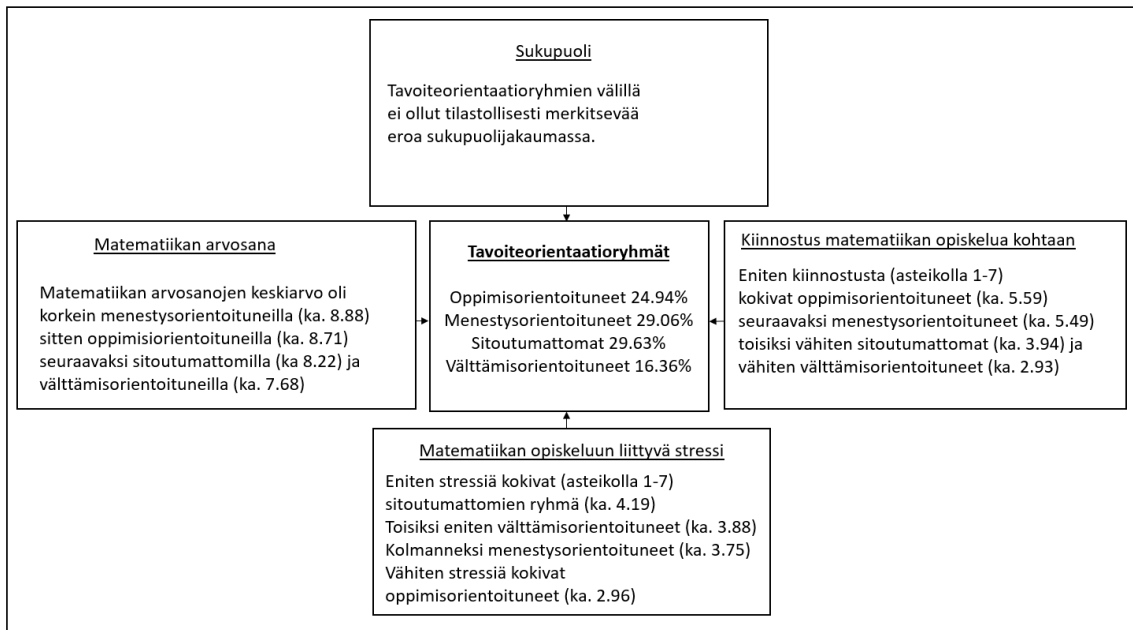 Sukupuoli
Tavoiteorientaatioryhmien välillä
ei ollut tilastollisesti merkitsevää
eroa sukupuolijakaumassa.
Matematiikan arvosana
Matematiikan arvosanojen keskiarvo oli
korkein menestysorientoituneilla (ka. 8.88)
sitten oppimisiorientoituneilla (ka. 8.71)
seuraavaksi sitoutumattomilla (ka 8.22) ja
välttämisorientoituneilla (ka. 7.68)
Tavoiteorientaatioryhmät
Oppimisorientoituneet 24.94%
Menestysorientoituneet 29.06%
Sitoutumattomat 29.63%
Välttämisorientoituneet 16.36%
Kiinnostus matematiikan opiskelua kohtaan
Eniten kiinnostusta (asteikolla 1-7)
kokivat oppimisorientoituneet (ka. 5.59)
seuraavaksi menestysorientoituneet (ka. 5.49)
toisiksi vähiten sitoutumattomat (ka. 3.94) ja
vähiten välttämisorientoituneet (ka. 2.93)
Matematiikan opiskeluun liittyvä stressi
Eniten stressiä kokivat (asteikolla 1-7)
sitoutumattomien ryhmä (ka. 4.19)
Toisiksi eniten välttämisorientoituneet (ka. 3.88)
Kolmanneksi menestysorientoituneet (ka. 3.75)
Vähiten stressiä kokivat
oppimisorientoituneet (ka. 2.96)